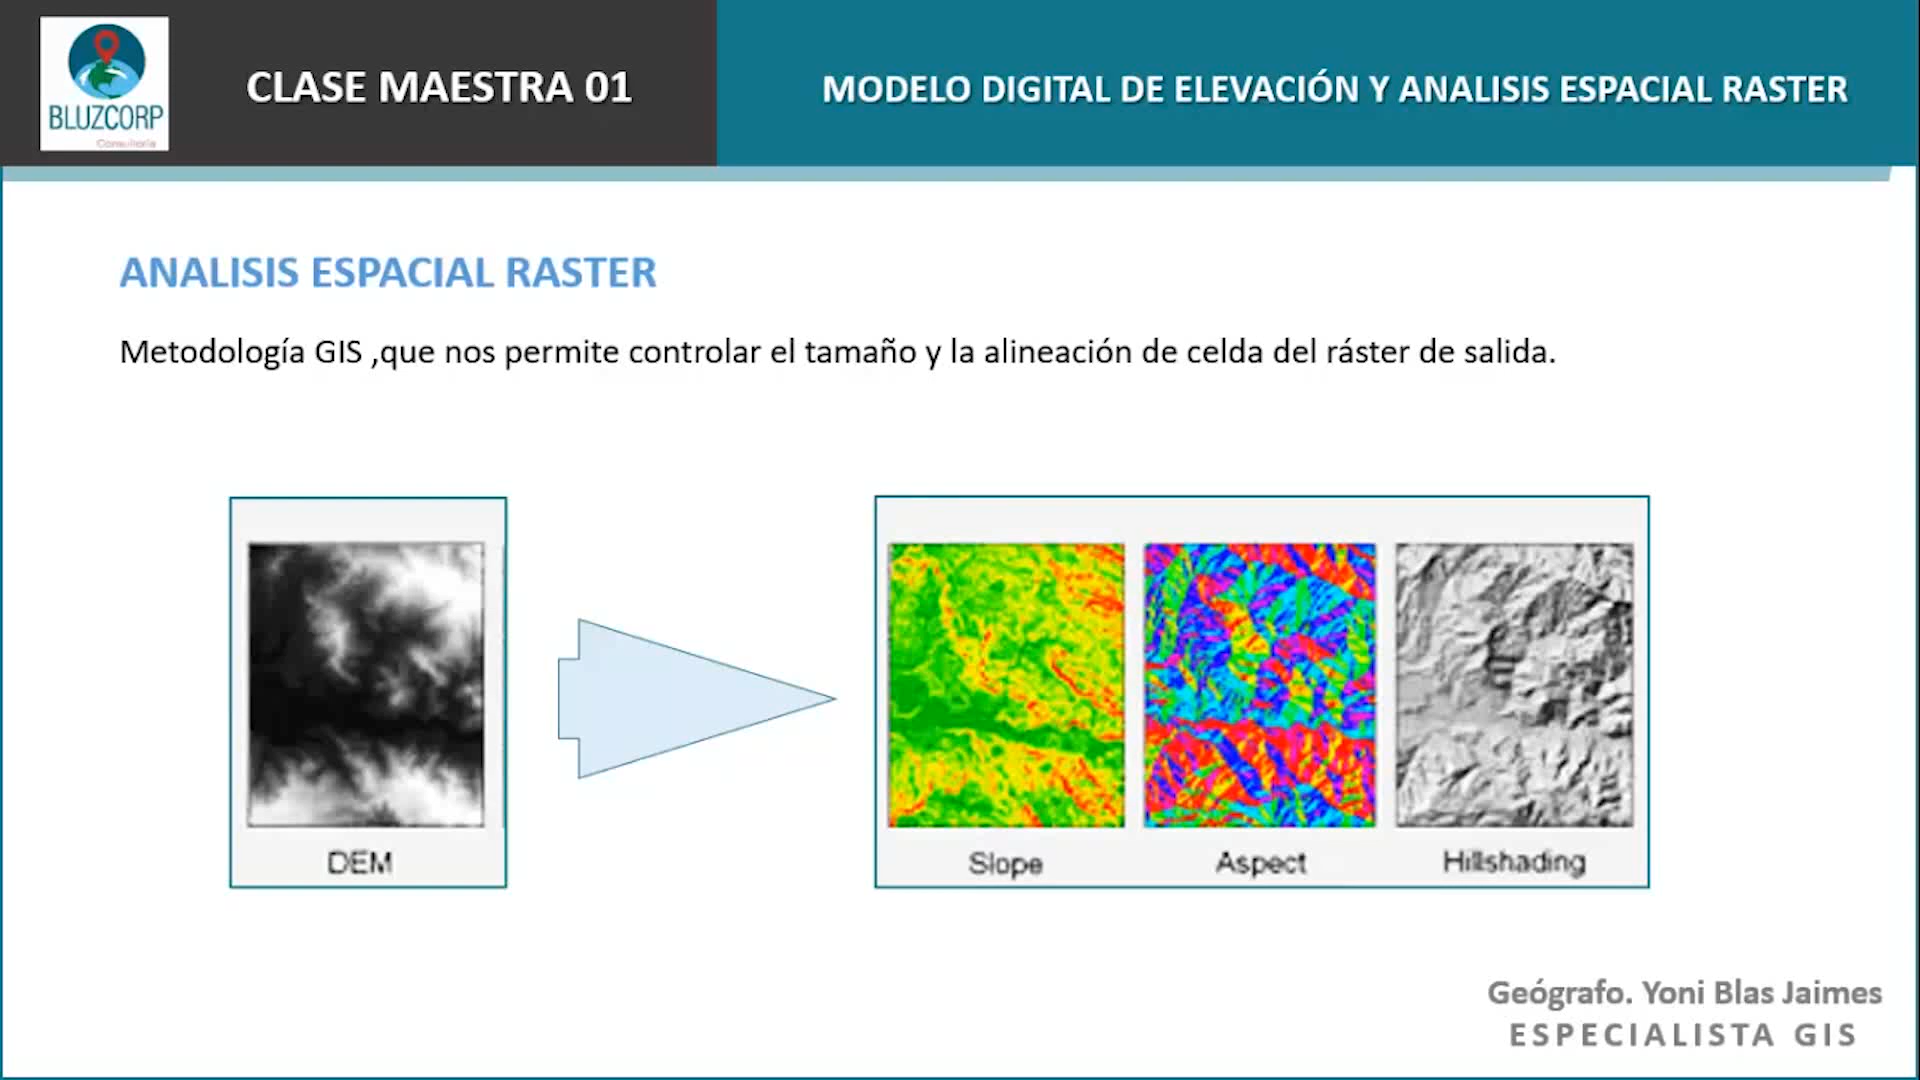 BLUZCORP
Consultoría
CLASE MAESTRA 01
MODELO DIGITAL DE ELEVACIÓN Y ANALISIS ESPACIAL RASTER
ANALISIS ESPACIAL RASTER
Metodología GIS ,que nos permite controlar el tamaño y la alineación de celda del ráster de salida.
DEM
Slope
Aspect
Hillshading
Geógrafo. Yoni Blas Jaimes
ESPECIALISTA GIS